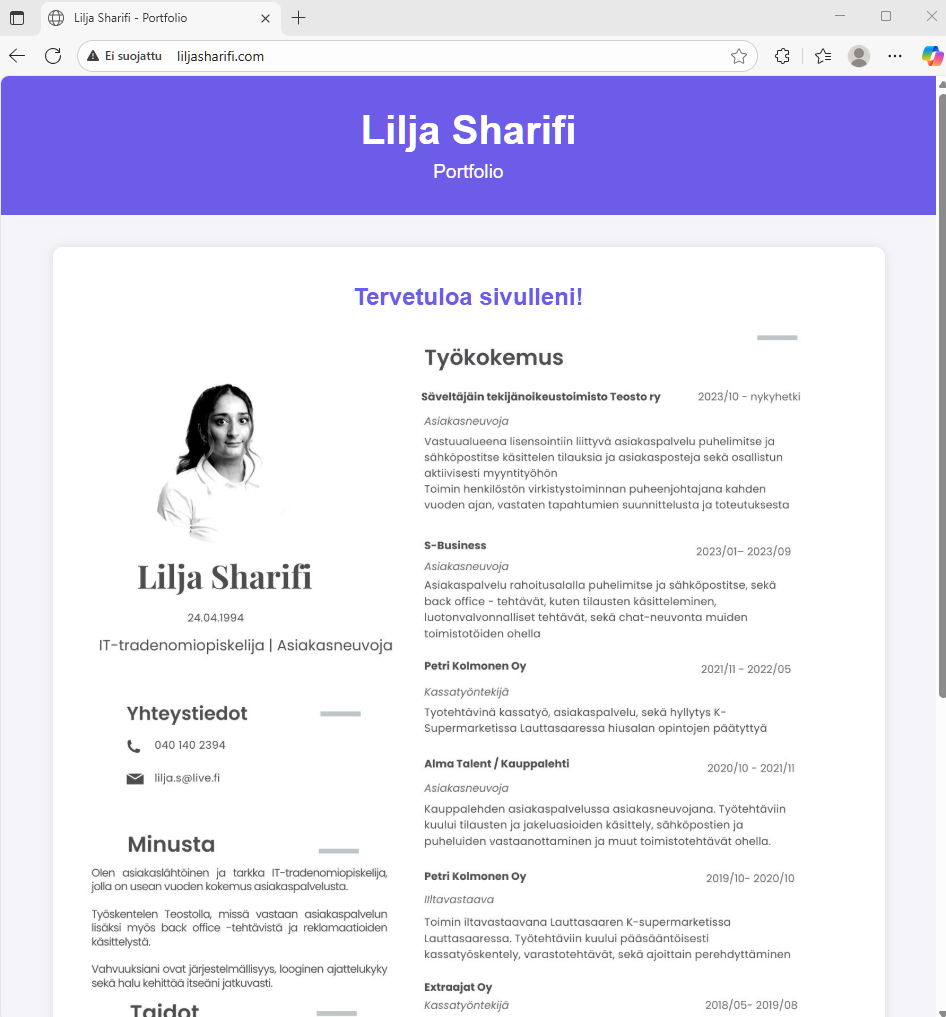 Lilja Sharifi - Portfolio
Ei suojattu
liljasharifi.com
Lilja Sharifi
Portfolio
Tervetuloa sivulleni!
Lilja Sharifi
24.04.1994
IT-tradenomiopiskelija | Asiakasneuvoja
Yhteystiedot
040 140 2394
lilja.s@live.fi
Minusta
Olen asiakaslähtöinen ja tarkka IT-tradenomiopiskelija,
jolla on usean vuoden kokemus asiakaspalvelusta.
Työskentelen Teostolla, missä vastaan asiakaspalvelun
lisäksi myös back office -tehtävistä ja reklamaatioiden
käsittelystä.
Vahvuuksiani ovat järjestelmällisyys, looginen ajattelukyky
sekä halu kehittää itseäni jatkuvasti.
Taidot
Työkokemus
Säveltäjäin tekijänoikeustoimisto Teosto ry
2023/10 - nykyhetki
Asiakasneuvoja
Vastuualueena lisensointiin liittyvä asiakaspalvelu puhelimitse ja
sähköpostitse käsittelen tilauksia ja asiakasposteja sekä osallistun
aktiivisesti myyntityöhön
Toimin henkilöstön virkistystoiminnan puheenjohtajana kahden
vuoden ajan, vastaten tapahtumien suunnittelusta ja toteutuksesta
S-Business
2023/01– 2023/09
Asiakasneuvoja
Asiakaspalvelu rahoitusalalla puhelimitse ja sähköpostitse, sekä
back office - tehtävät, kuten tilausten käsitteleminen,
luotonvalvonnalliset tehtävät, sekä chat-neuvonta muiden
toimistotöiden ohella
Petri Kolmonen Oy
2021/11 - 2022/05
Kassatyöntekijä
Tyotehtävinä kassatyö, asiakaspalvelu, sekä hyllytys K-
Supermarketissa Lauttasaaressa hiusalan opintojen päätyttyä
Alma Talent / Kauppalehti
2020/10 - 2021/11
Asiakasneuvoja
Kauppalehden asiakaspalvelussa asiakasneuvojana. Työtehtäviin
kuului tilausten ja jakeluasioiden käsittely, sähköpostien ja
puheluiden vastaanottaminen ja muut toimistotehtävät ohella.
Petri Kolmonen Oy
2019/10- 2020/10
IIltavastaava
Toimin iltavastaavana Lauttasaaren K-supermarketissa
Lauttasaaressa. Työtehtäviin kuului pääsääntöisesti
kassatyöskentely, varastotehtävät, sekä ajoittain perehdyttäminen
Extraajat Oy
Kassatyöntekijä
2018/05- 2019/08